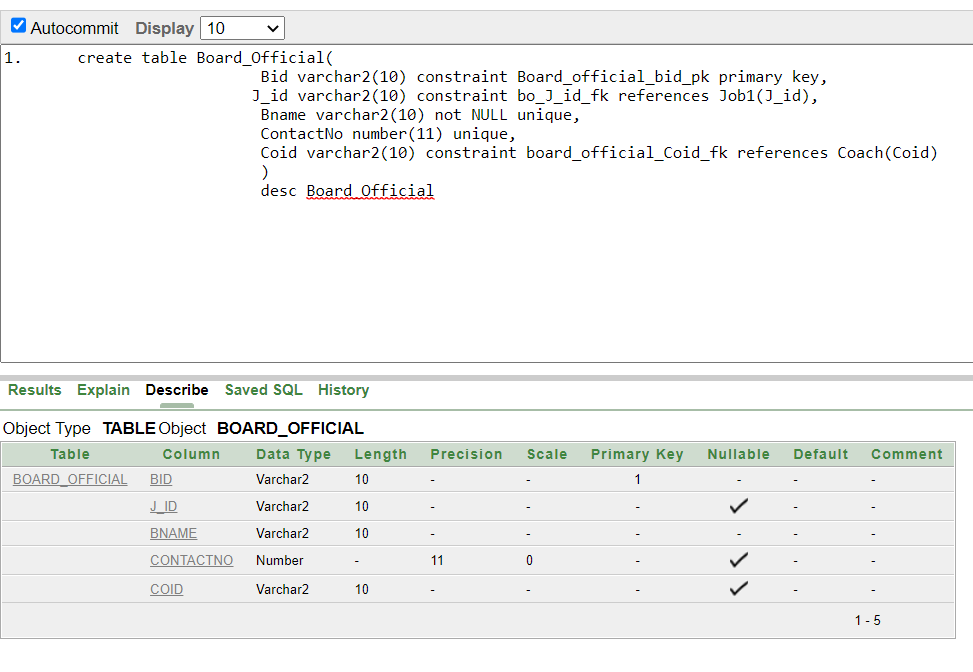 Autocommit Display 10
1. create table Board_Official(
Bid varchar2(10) constraint Board_official_bid_pk primary key,
J_id varchar2(10) constraint bo_J_id_fk references Job1(J_id),
Bname varchar2(10) not NULL unique,
ContactNo number(11) unique,
Coid varchar2(10) constraint board_official_Coid_fk references Coach(Coid)
)
desc Board_Official
Results Explain Describe Saved SQL History
Object Type TABLE Object BOARD_OFFICIAL
Table Column Data Type Length Precision Scale Primary Key Nullable Default Comment
BOARD_OFFICIAL BID Varchar2 10 - - 1 - - -
J_ID Varchar2 10 - - - ✓ - -
BNAME Varchar2 10 - - - - - -
CONTACTNO Number - 11 0 - ✓ - -
COID Varchar2 10 - - - ✓ - -
1 - 5